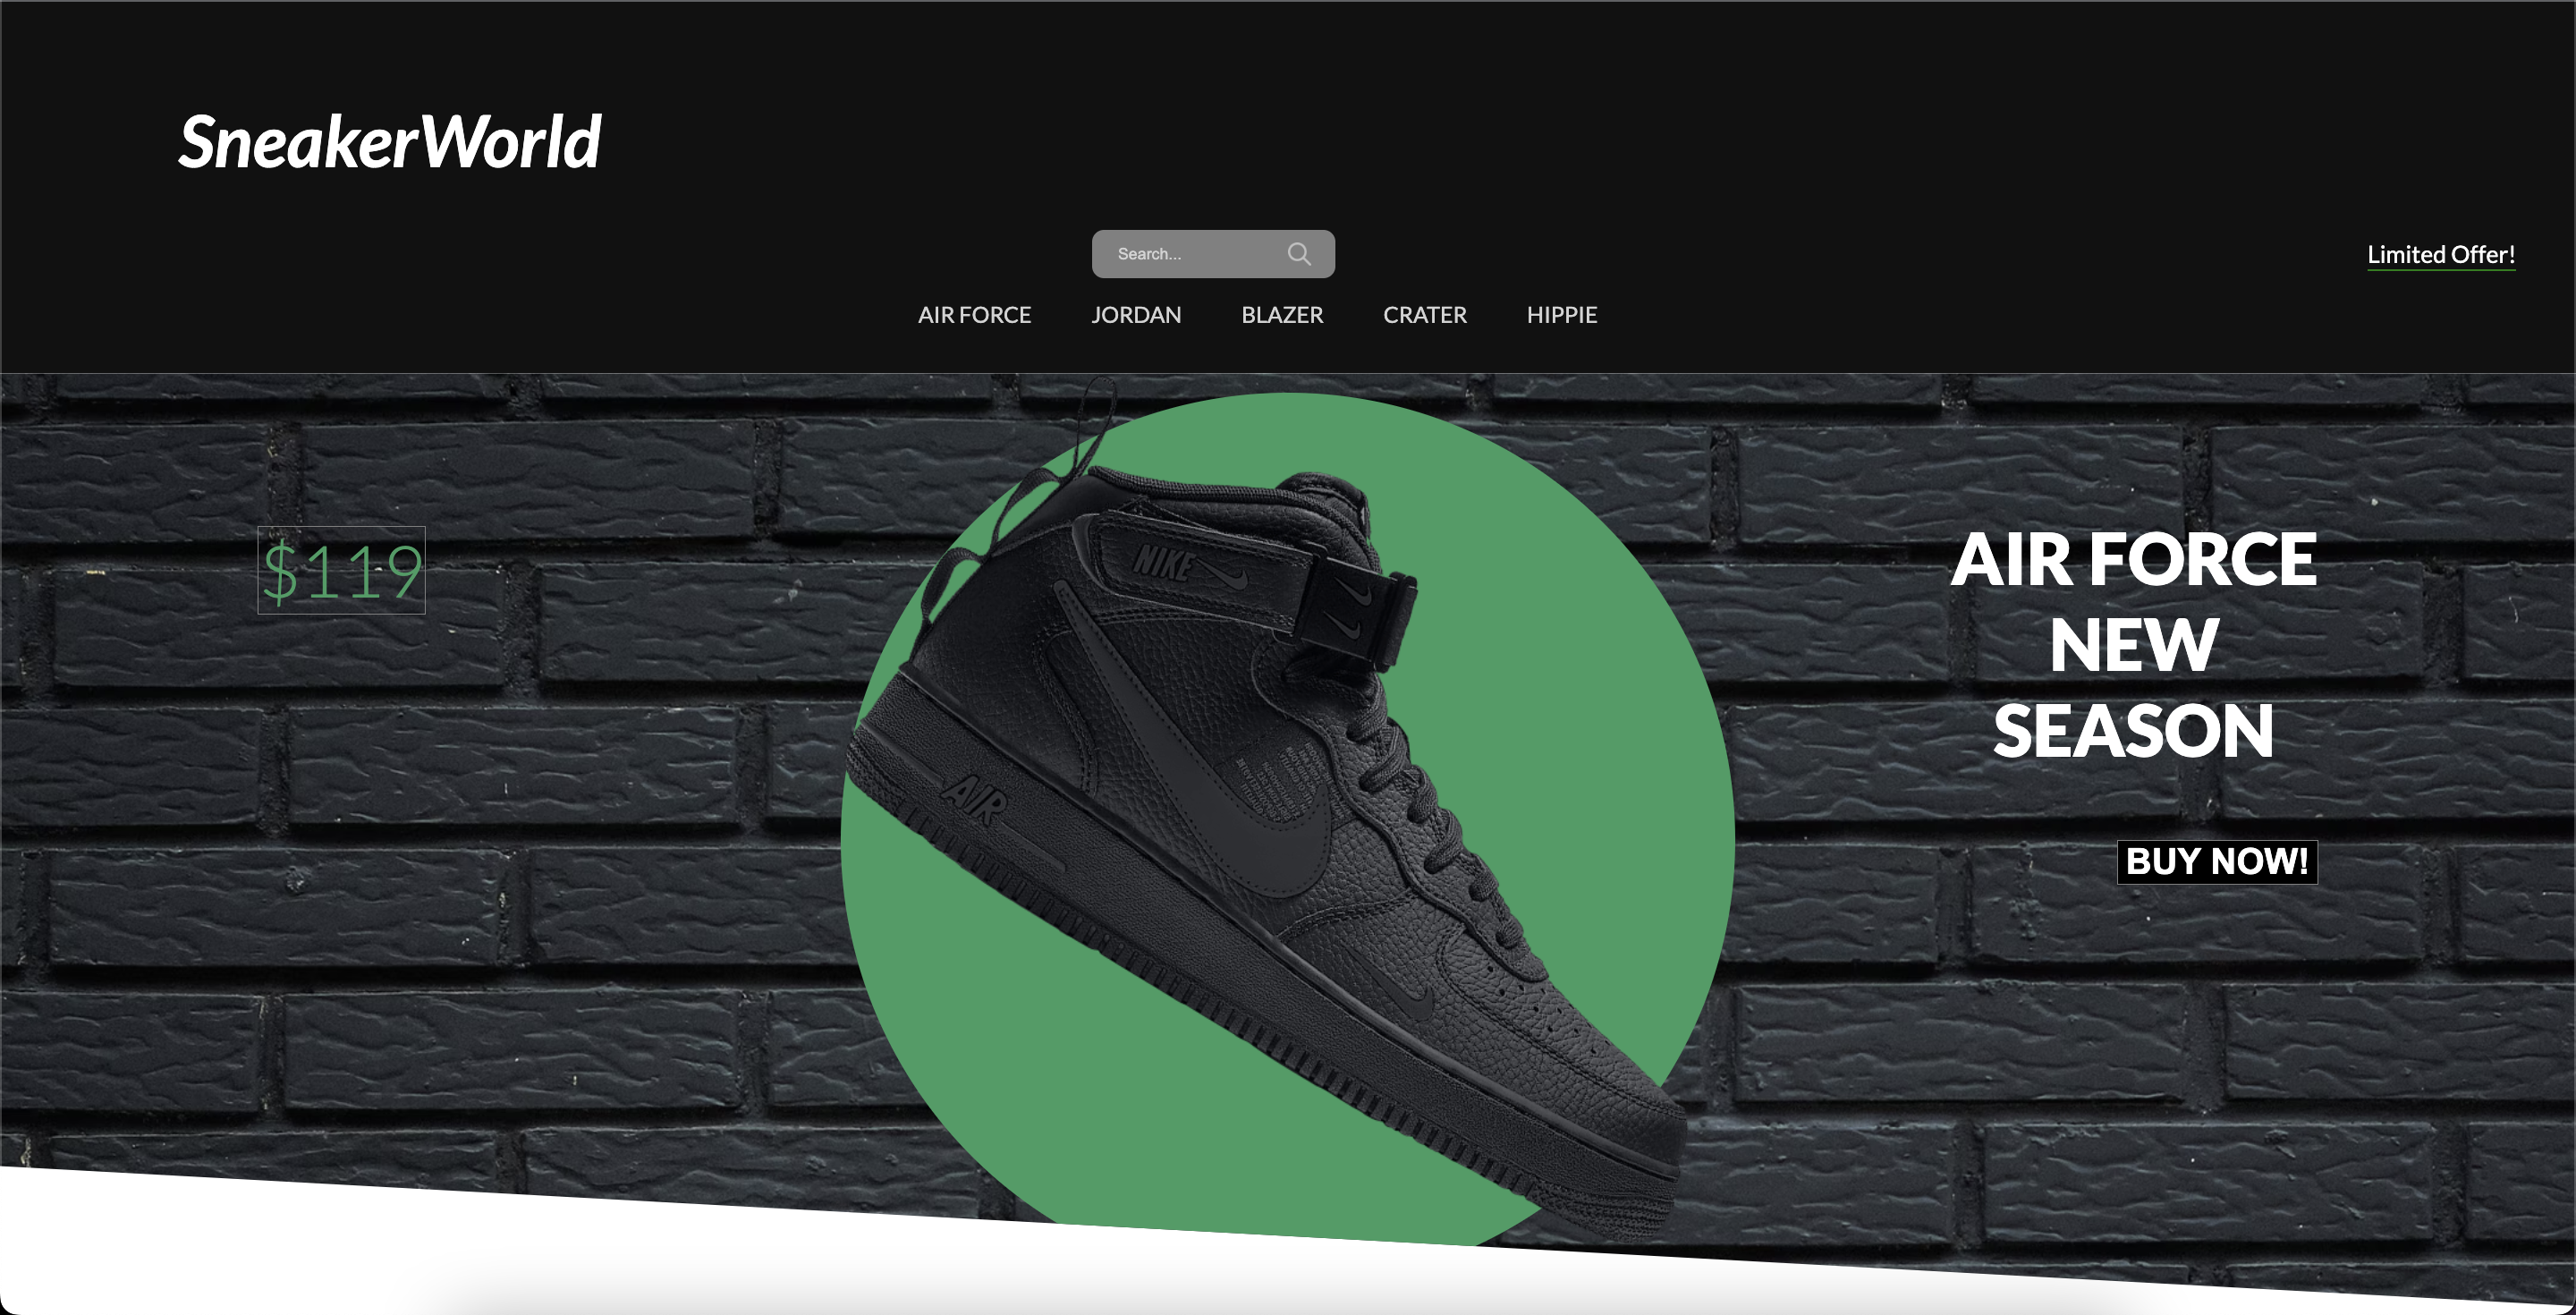 SneakerWorld
Search...
Limited Offer!
AIR FORCE JORDAN BLAZER CRATER HIPPIE
$119
NIKE
AIR
AIR FORCE
NEW
SEASON
BUY NOW!